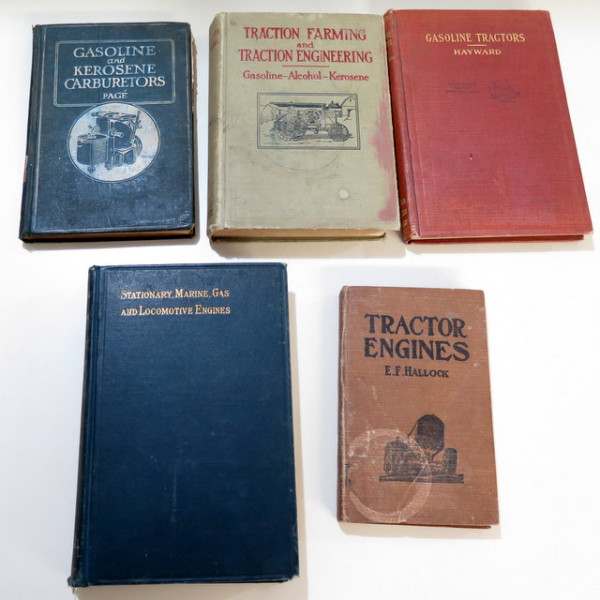 GASOLINE
and
KEROSENE
CARBURETORS
PAGÉ
TRACTION FARMING
and
TRACTION ENGINEERING
Gasoline-Alcohol-Kerosene
GASOLINE TRACTORS
HAYWARD
STATIONARY, MARINE, GAS
AND LOCOMOTIVE ENGINES
TRACTOR
ENGINES
E.F. HALLOCK